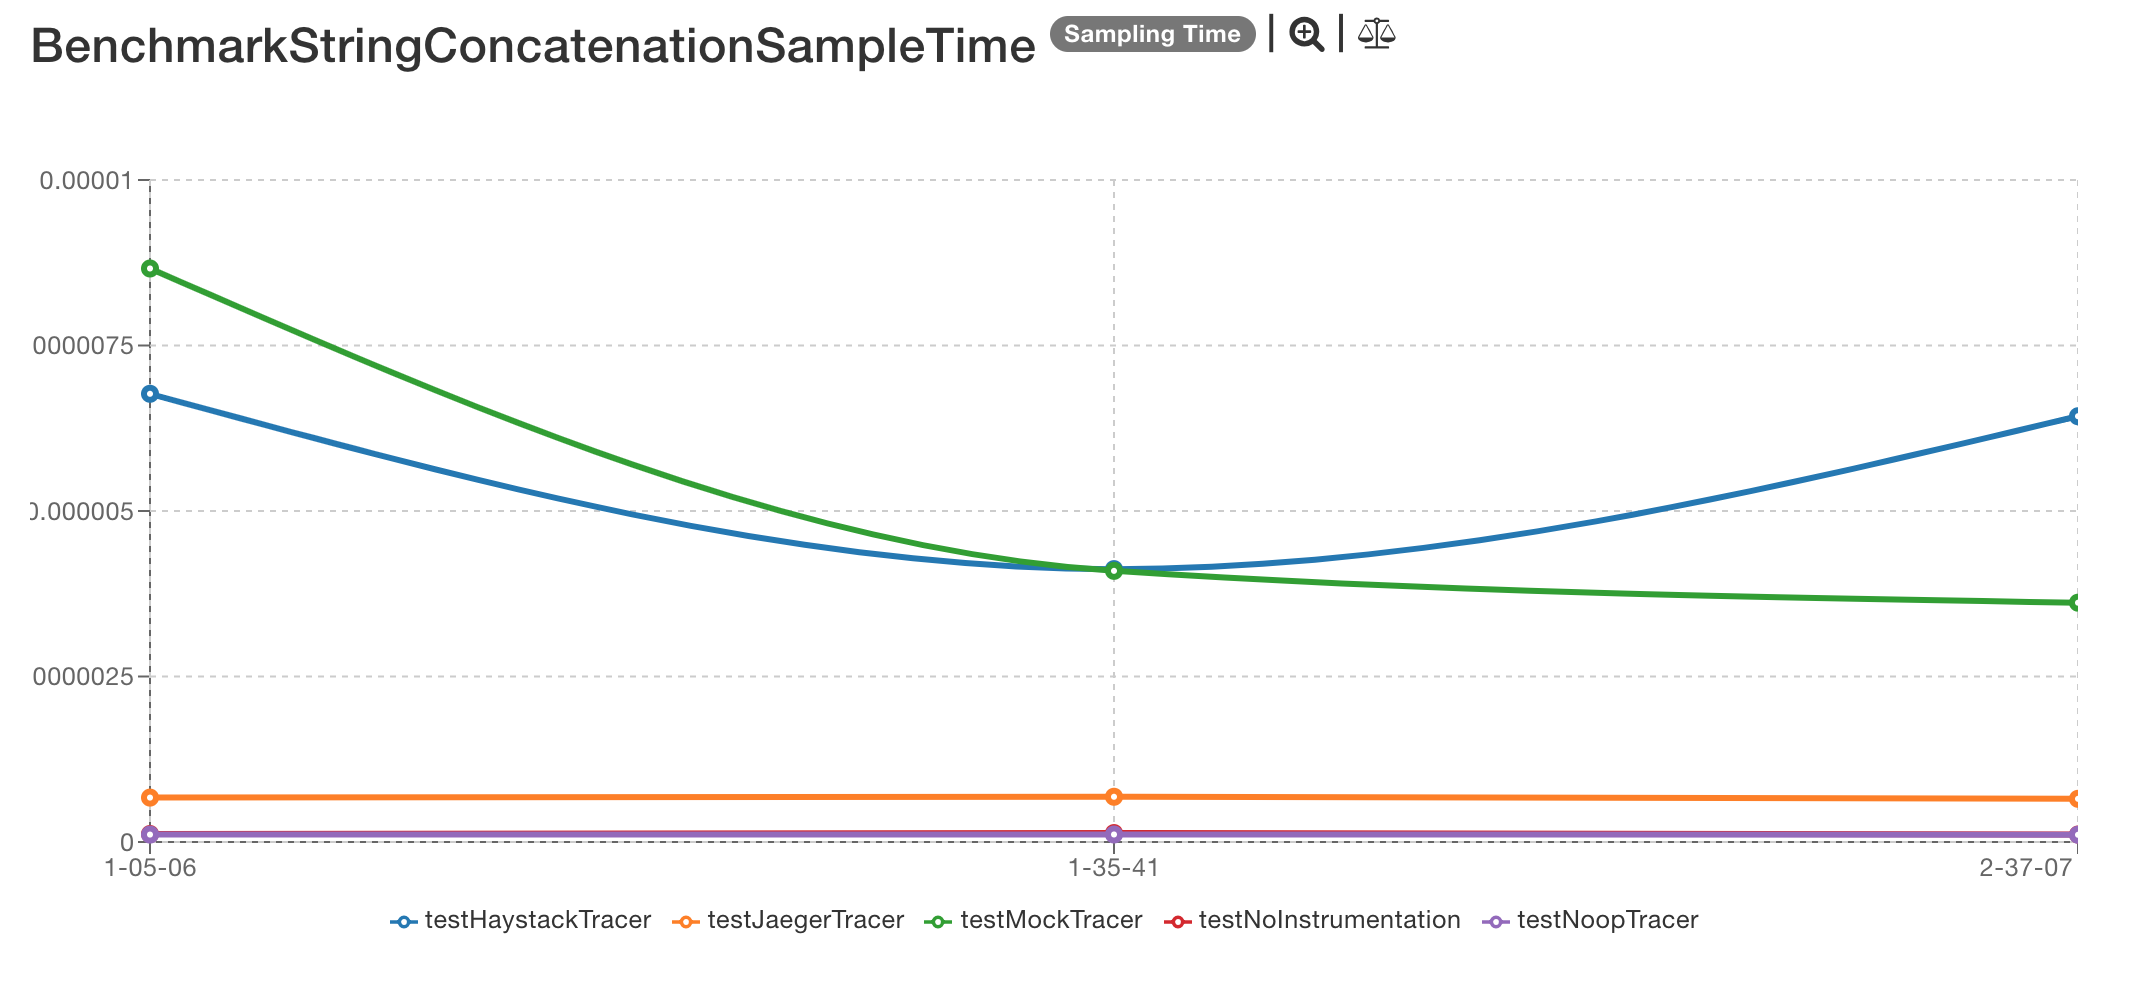 BenchmarkStringConcatenationSampleTime Sampling Time
0.00001
0000075
0.000005
0000025
0
1-05-06 1-35-41 2-37-07
testHaystackTracer testJaegerTracer testMockTracer testNoInstrumentation testNoopTracer